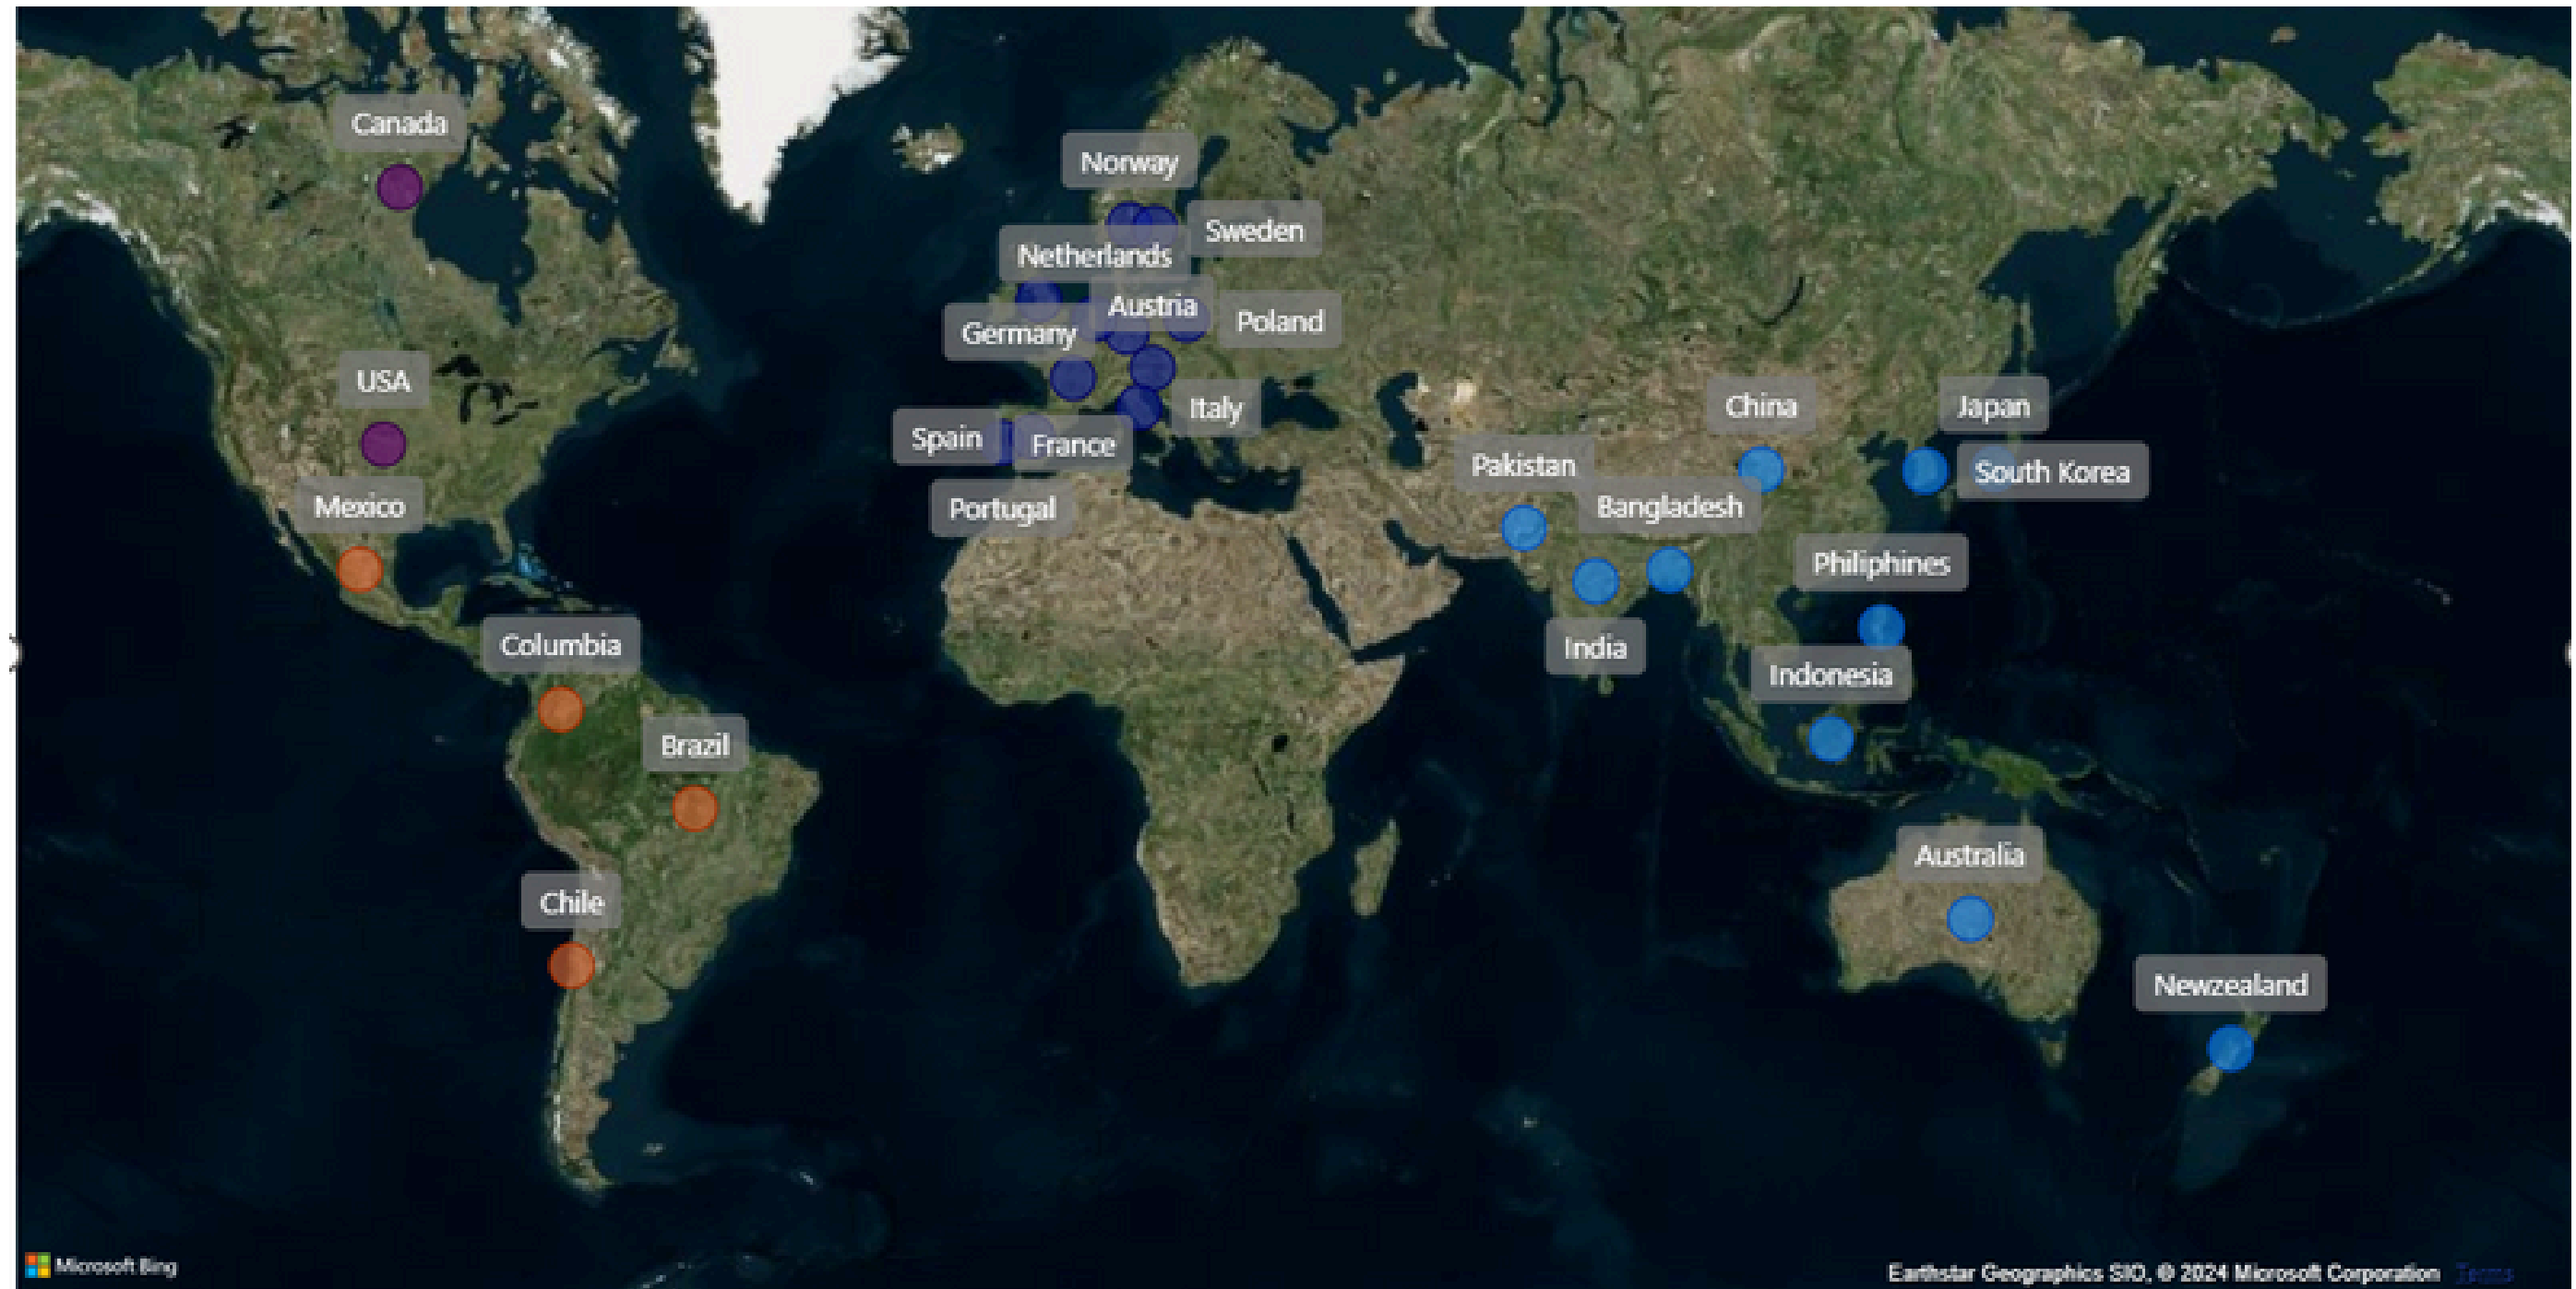 Canada
Norway
Sweden
Netherlands
Austria
Poland
Germany
USA
Italy
China
Japan
Spain
France
Pakistan
South Korea
Mexico
Portugal
Bangladesh
Philiphines
Columbia
India
Indonesia
Brazil
Australia
Chile
Newzealand
Microsoft Bing
Earthstar Geographics SIO, © 2024 Microsoft Corporation Terms